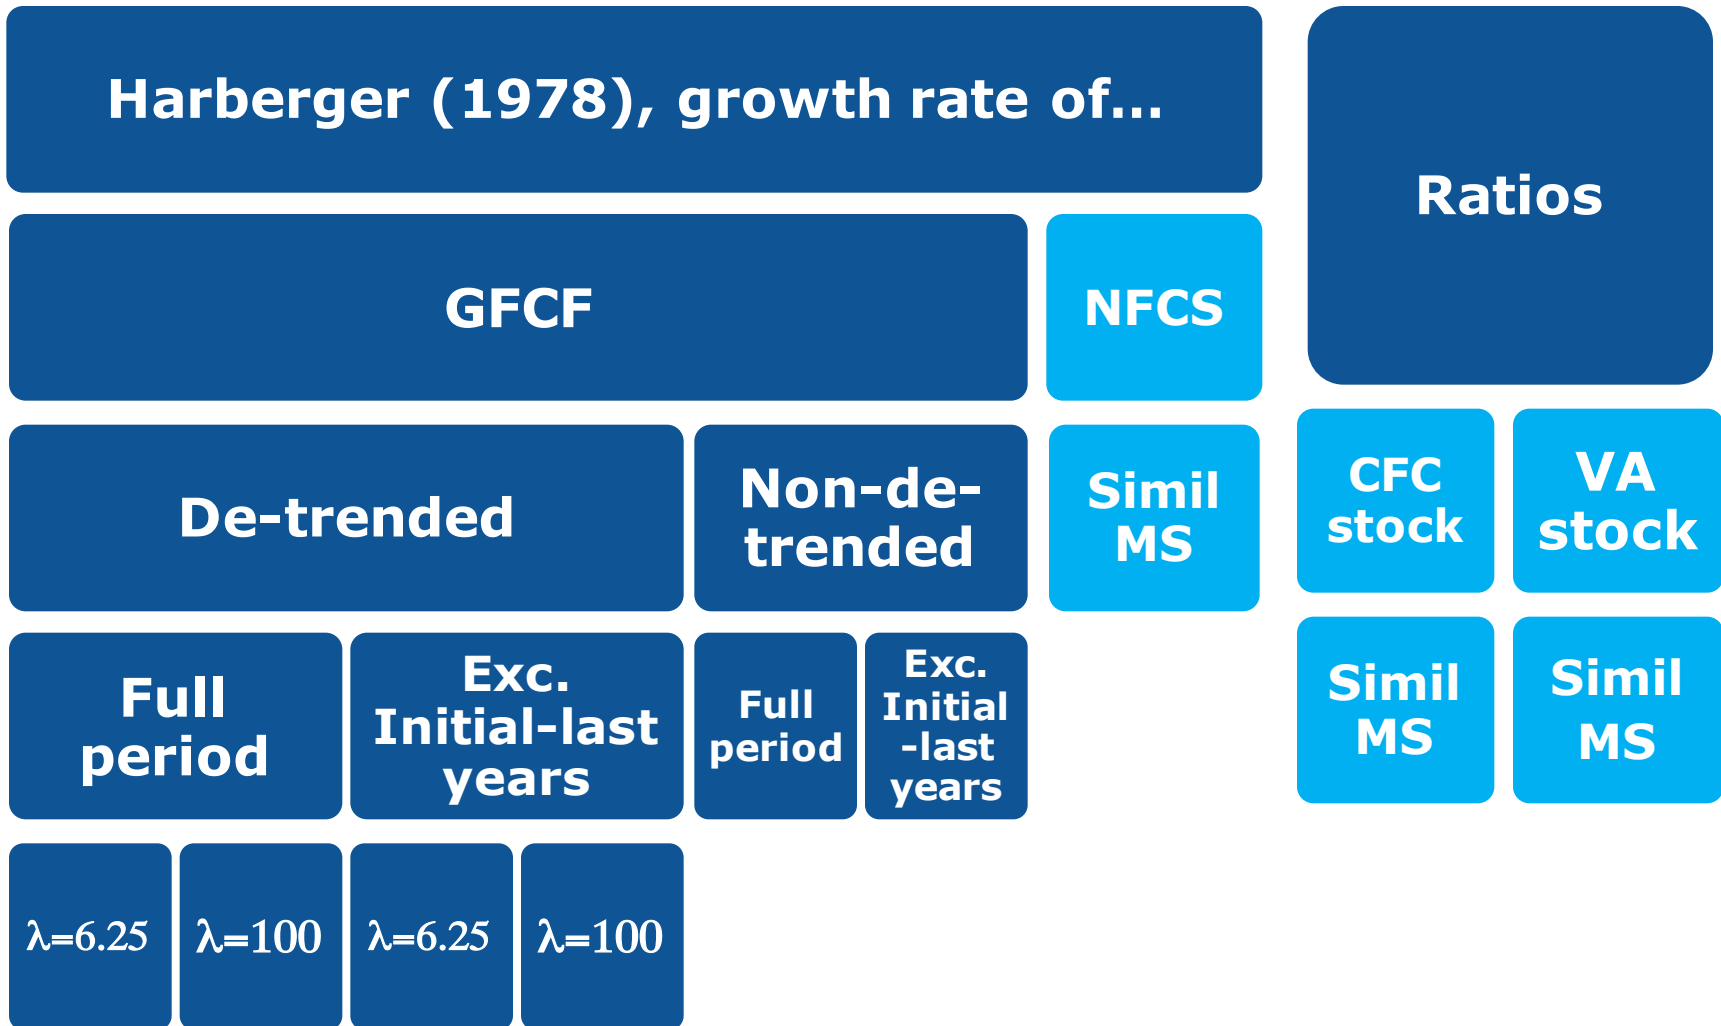 Harberger (1978), growth rate of...
Ratios
GFCF
NFCS
De-trended
Non-de-
trended
Simil
MS
CFC
stock
VA
stock
Full
period
Exc.
Initial-last
years
Full
period
Exc.
Initial
-last
years
Simil
MS
Simil
MS
λ=6.25
λ=100
λ=6.25
λ=100